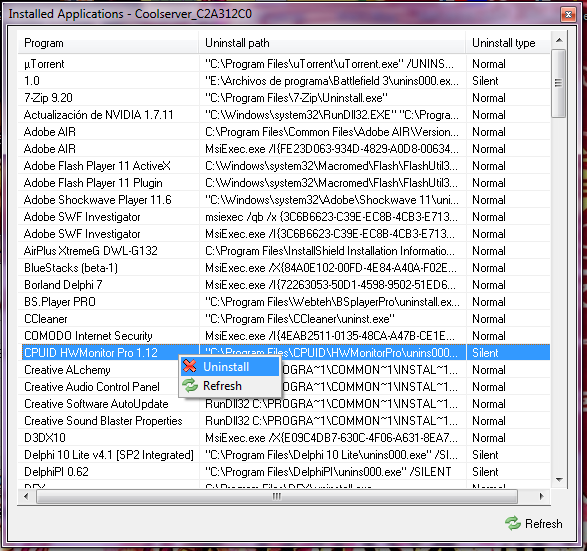 Installed Applications - Coolserver_C2A312C0
Program Uninstall path Uninstall type
µTorrent "C:\Program Files\uTorrent\uTorrent.exe" /UNINS... Normal
1.0 "E:\Archivos de programa\Battlefield 3\unins000.ex... Silent
7-Zip 9.20 "C:\Program Files\7-Zip\Uninstall.exe" Normal
Actualización de NVIDIA 1.7.11 "C:\Windows\system32\RunDll32.EXE" "C:\Progra... Normal
Adobe AIR C:\Program Files\Common Files\Adobe AIR\Version... Normal
Adobe AIR MsiExec.exe /I{FE23D063-934D-4829-A0D8-00634... Normal
Adobe Flash Player 11 ActiveX C:\Windows\system32\Macromed\Flash\FlashUtil3... Normal
Adobe Flash Player 11 Plugin C:\Windows\system32\Macromed\Flash\FlashUtil3... Normal
Adobe Shockwave Player 11.6 "C:\Windows\system32\Adobe\Shockwave 11\uni... Normal
Adobe SWF Investigator msiexec /qb /x {3C6B6623-C39E-EC8B-4CB3-E713... Normal
Adobe SWF Investigator MsiExec.exe /I{3C6B6623-C39E-EC8B-4CB3-E713... Normal
AirPlus XtremeG DWL-G132 C:\Program Files\InstallShield Installation Informatio... Normal
BlueStacks (beta-1) MsiExec.exe /X{84A0E102-00FD-4E84-A40A-F02E... Normal
Borland Delphi 7 MsiExec.exe /I{72263053-50D1-4598-9502-51ED6... Normal
BS.Player PRO "C:\Program Files\Webteh\BSplayerPro\uninstall.ex... Normal
CCleaner "C:\Program Files\CCleaner\uninst.exe" Normal
COMODO Internet Security MsiExec.exe /I{4EAB2511-0135-48CA-A47B-CE1E... Normal
CPUID HWMonitor Pro 1.12 "C:\Program Files\CPUID\HWMonitorPro\unins000... Silent
Uninstall
Creative ALchemy C:\PROGRA~1\COMMON~1\INSTAL~1... Normal
Refresh
Creative Audio Control Panel RunDll32 C:\PROGRA~1\COMMON~1\INSTAL~1... Normal
Creative Software AutoUpdate RunDll32 C:\PROGRA~1\COMMON~1\INSTAL~1... Normal
Creative Sound Blaster Properties RunDll32 C:\PROGRA~1\COMMON~1\INSTAL~1... Normal
D3DX10 MsiExec.exe /X{E09C4DB7-630C-4F06-A631-8EA7... Normal
Delphi 10 Lite v4.1 [SP2 Integrated] "C:\Program Files\Delphi 10 Lite\unins000.exe" /SI... Silent
DelphiPI 0.62 "C:\Program Files\DelphiPI\unins000.exe" /SILENT Silent
Refresh